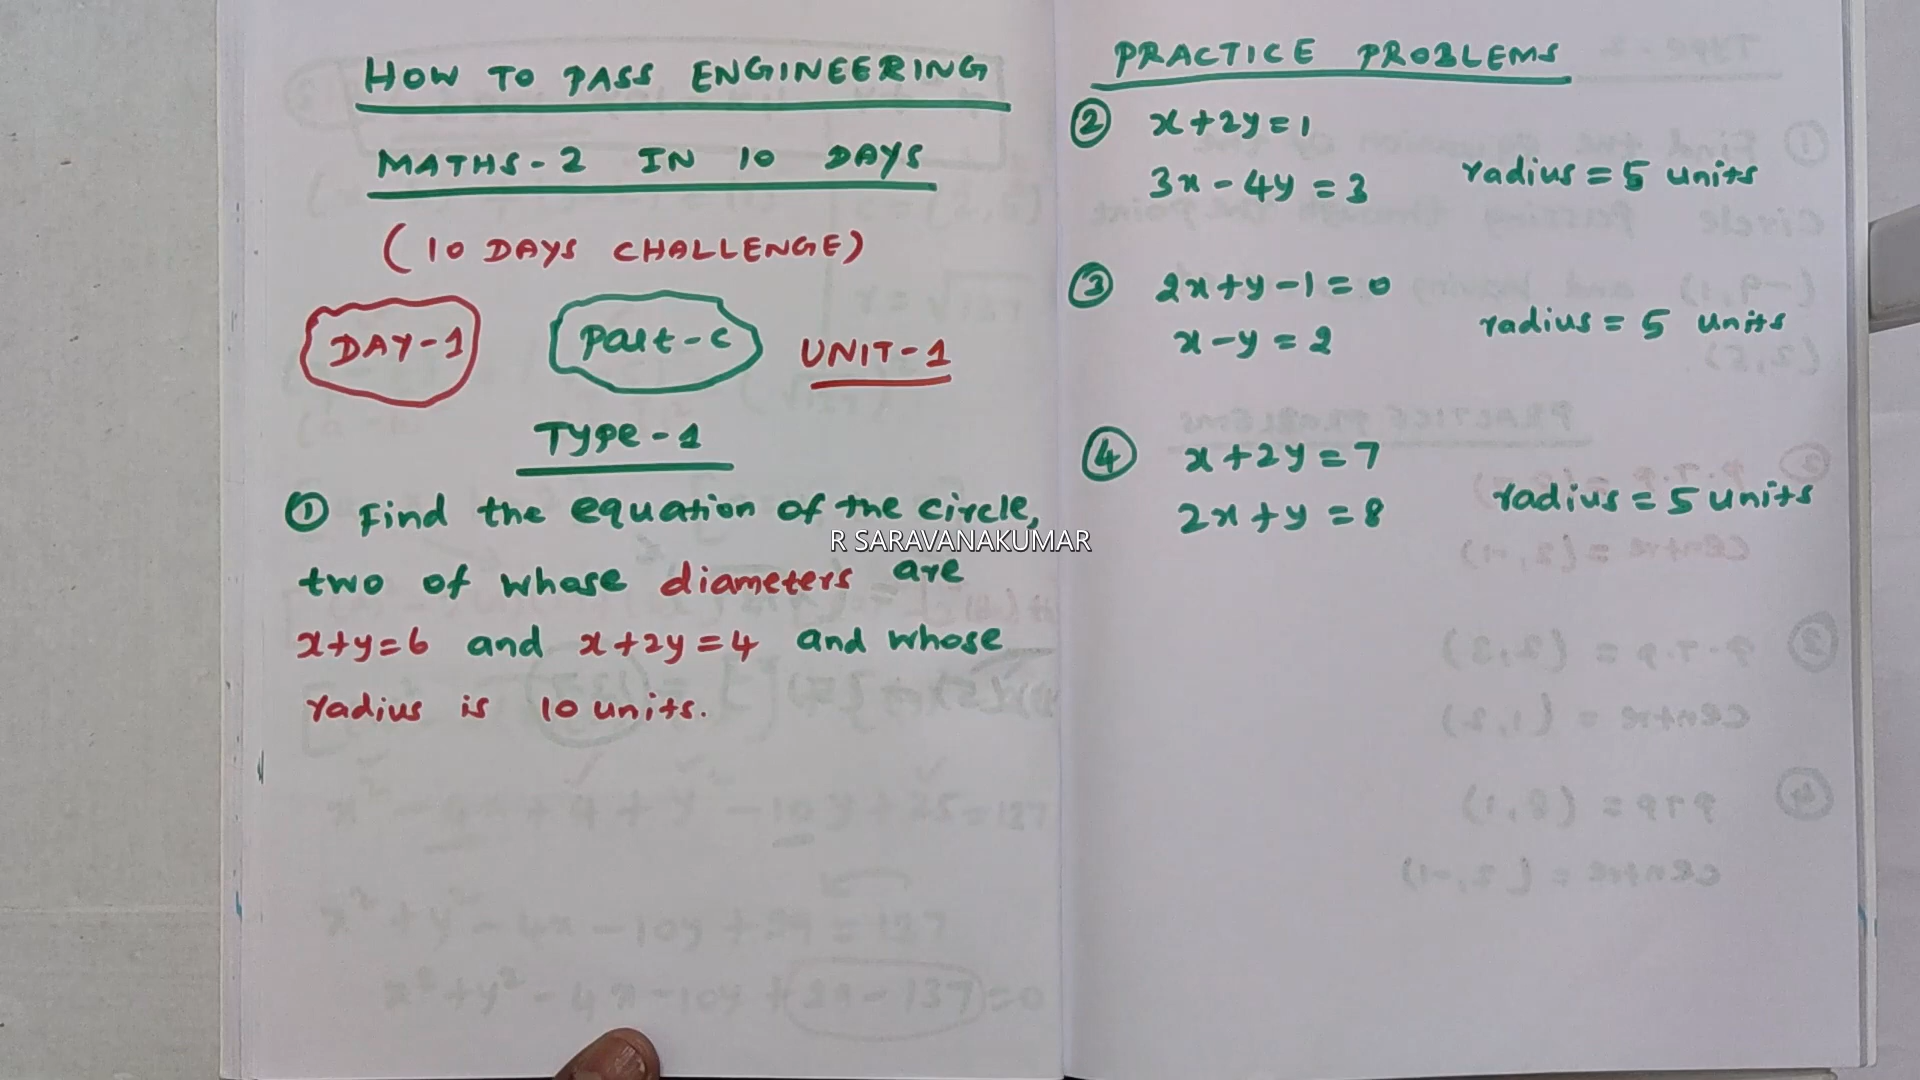 HOW TO PASS ENGINEERING
MATHS-2 IN 10 DAYS
(10 DAYS CHALLENGE)
DAY-1 Part-C UNIT-1
TYPE-1
① Find the equation of the circle,
two of whose diameters are
x+y=6 and x+2y=4 and whose
radius is 10 units.
R SARAVANAKUMAR
PRACTICE PROBLEMS
② x+2y=1
3x-4y=3 radius=5 units
③ 2x+y-1=0
x-y=2 radius=5 units
④ x+2y=7
2x+y=8 radius=5 units